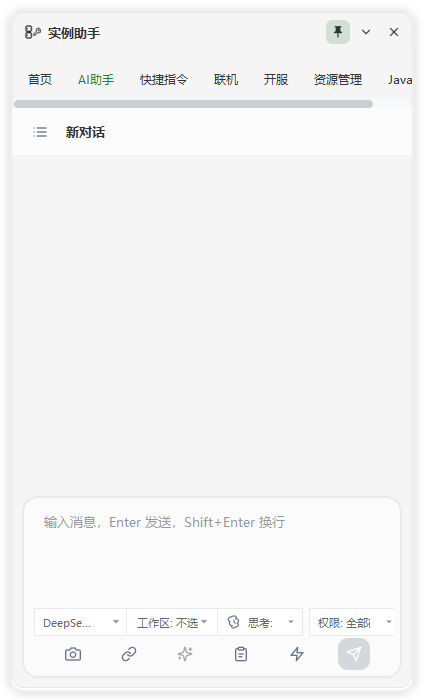 实例助手
首页 AI助手 快捷指令 联机 开服 资源管理 Java
新对话
输入消息，Enter 发送，Shift+Enter 换行
DeepSe... 工作区: 不选 思考: 权限: 全部